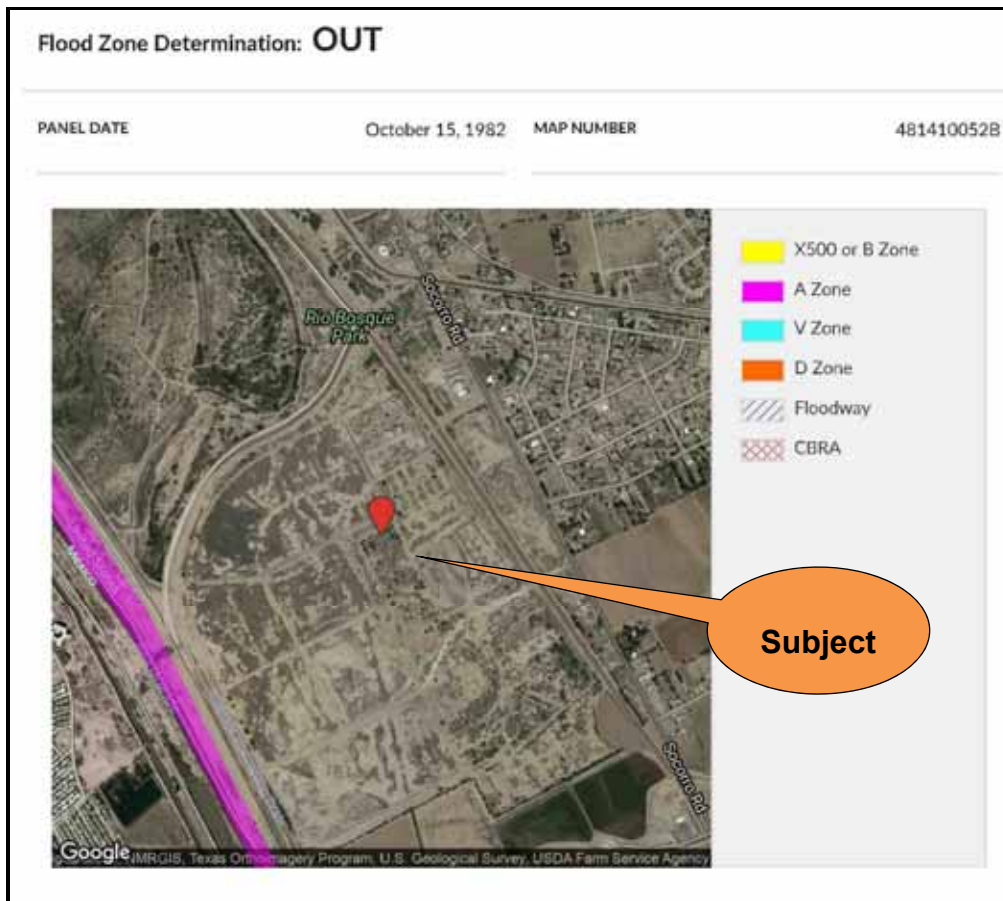 Flood Zone Determination: OUT
PANEL DATE October 15, 1982 MAP NUMBER 481410052B
X500 or B Zone
A Zone
V Zone
D Zone
Floodway
CBRA
Rio Bosque
Park
Socorro Rd
Mexico
Subject
Socorro Rd
Google NMRGIS, Texas Orthoimagery Program, U.S. Geological Survey, USDA Farm Service Agency